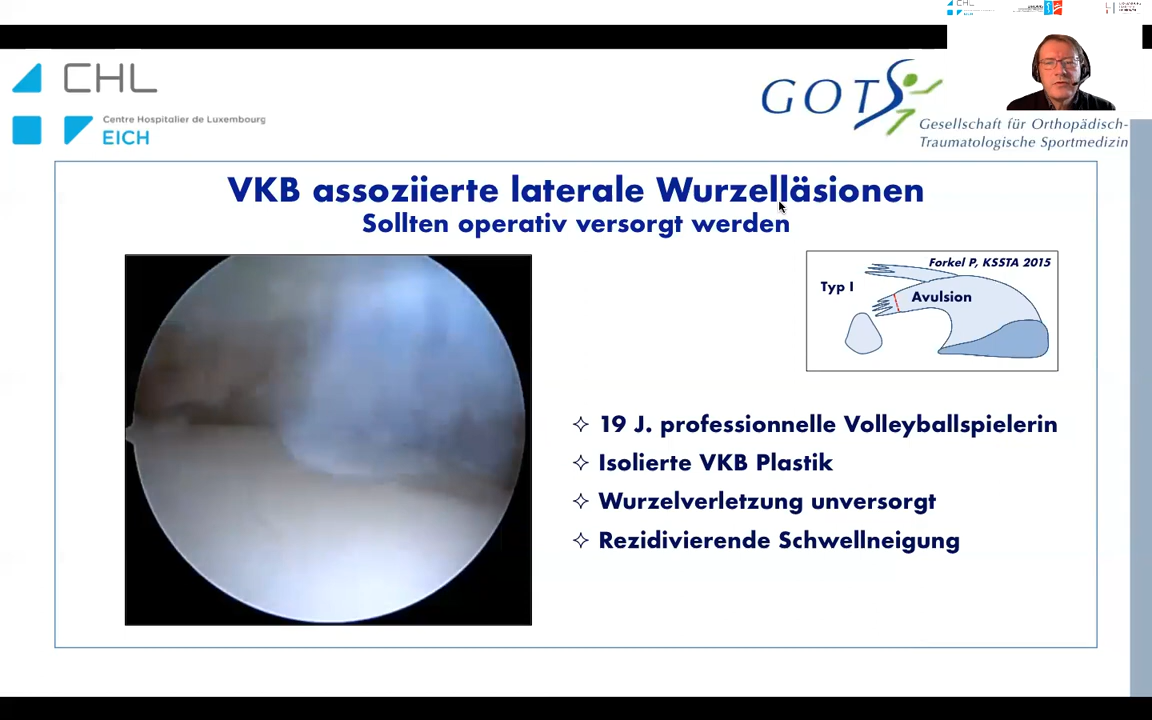 CHL
CHL
Centre Hospitalier de Luxembourg
EICH
GOTS
Gesellschaft für Orthopädisch-
Traumatologische Sportmedizin
VKB assoziierte laterale Wurzelläsionen
Sollten operativ versorgt werden
Forkel P, KSSTA 2015
Typ I
Avulsion
✧ 19 J. professionnelle Volleyballspielerin
✧ Isolierte VKB Plastik
✧ Wurzelverletzung unversorgt
✧ Rezidivierende Schwellneigung